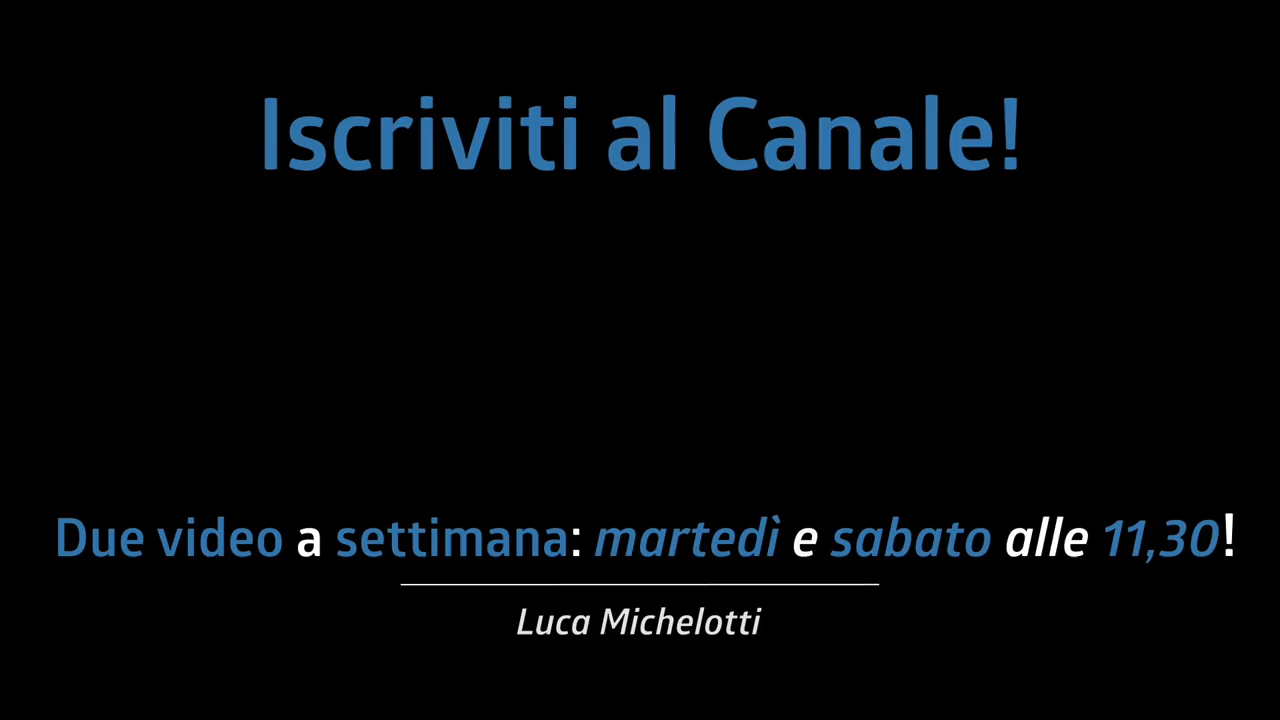 Iscriviti al Canale!
Due video a settimana: martedì e sabato alle 11,30!
Luca Michelotti